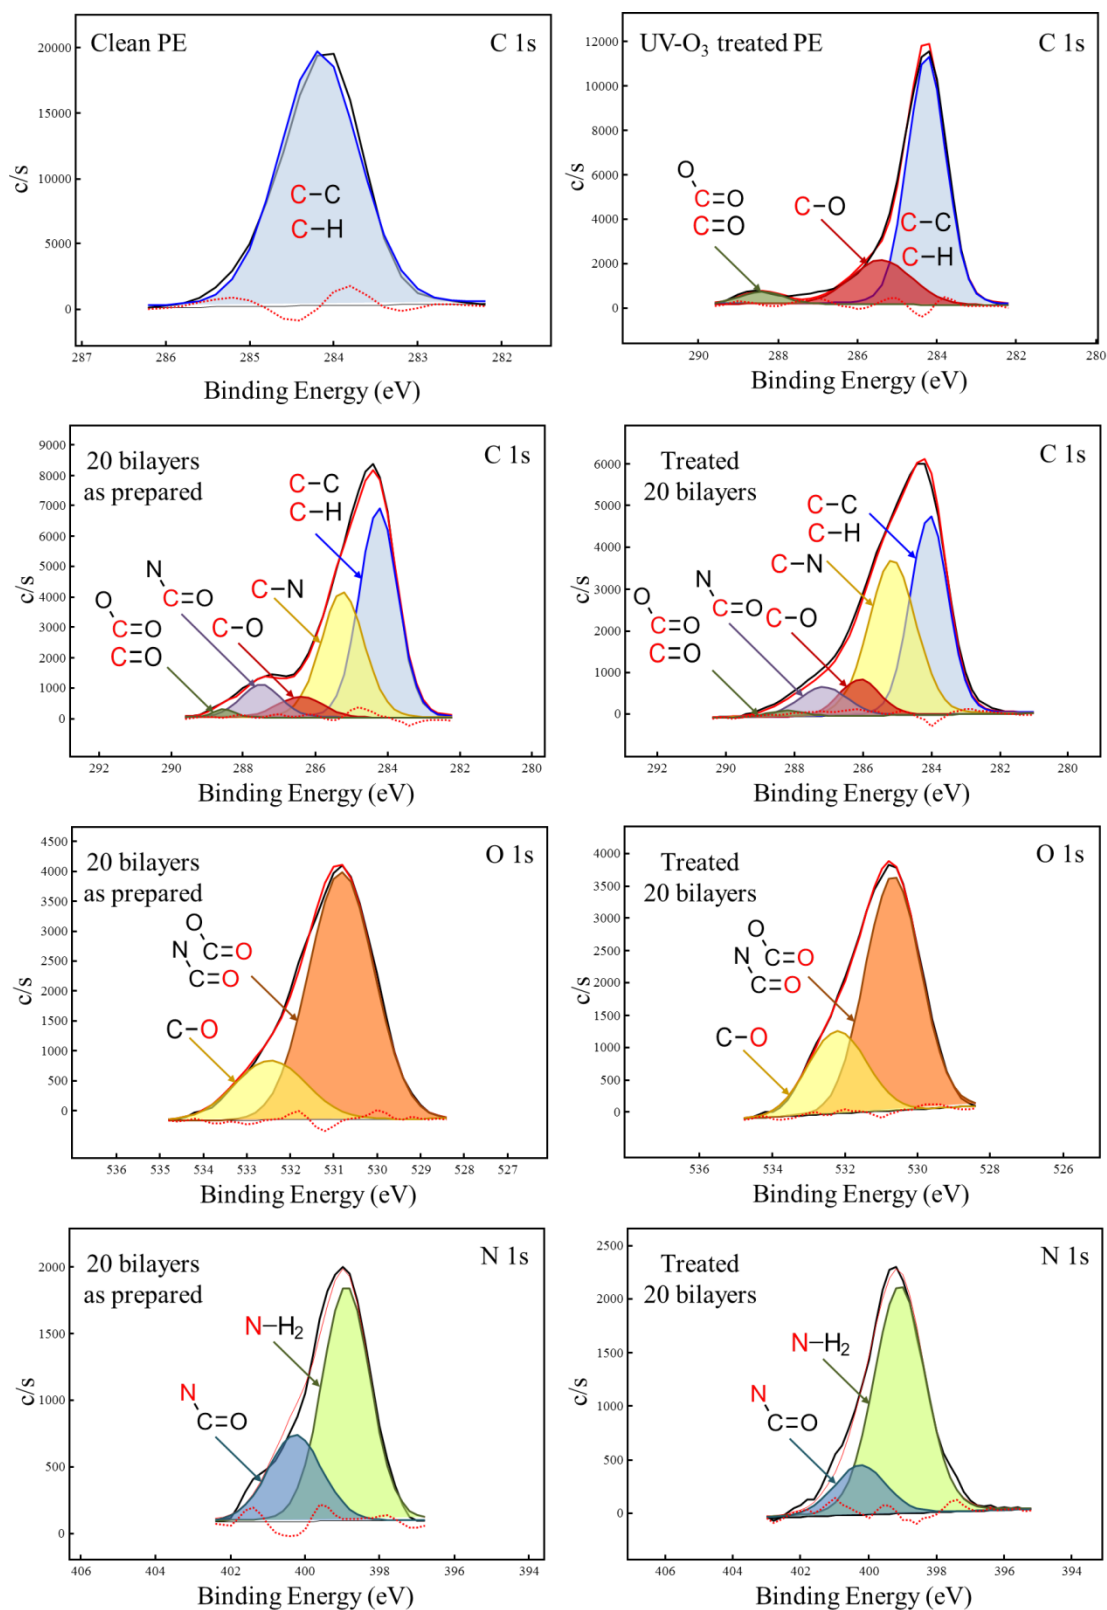 Clean PE
C 1s
20000
15000
10000
5000
0
c/s
C-C
C-H
287
286
285
284
283
282
Binding Energy (eV)
UV-O₃ treated PE
C 1s
12000
10000
8000
6000
4000
2000
0
c/s
O
C=O
C=O
C-O
C-C
C-H
290
288
286
284
282
280
Binding Energy (eV)
20 bilayers
as prepared
C 1s
9000
8000
7000
6000
5000
4000
3000
2000
1000
0
c/s
C-C
C-H
N
C=O
C-N
O
C=O
C=O
C-O
292
290
288
286
284
282
280
Binding Energy (eV)
Treated
20 bilayers
C 1s
6000
5000
4000
3000
2000
1000
0
c/s
C-C
C-H
C-N
N
C=O
C-O
O
C=O
C=O
292
290
288
286
284
282
280
Binding Energy (eV)
20 bilayers
as prepared
O 1s
4500
4000
3500
3000
2500
2000
1500
1000
500
0
c/s
O
C=O
N
C=O
C-O
536
535
534
533
532
531
530
529
528
527
Binding Energy (eV)
Treated
20 bilayers
O 1s
4000
3500
3000
2500
2000
1500
1000
500
0
c/s
O
C=O
N
C=O
C-O
536
534
532
530
528
526
Binding Energy (eV)
20 bilayers
as prepared
N 1s
2000
1500
1000
500
0
c/s
N-H₂
N
C=O
406
404
402
400
398
396
394
Binding Energy (eV)
Treated
20 bilayers
N 1s
2500
2000
1500
1000
500
0
c/s
N-H₂
N
C=O
404
402
400
398
396
394
Binding Energy (eV)